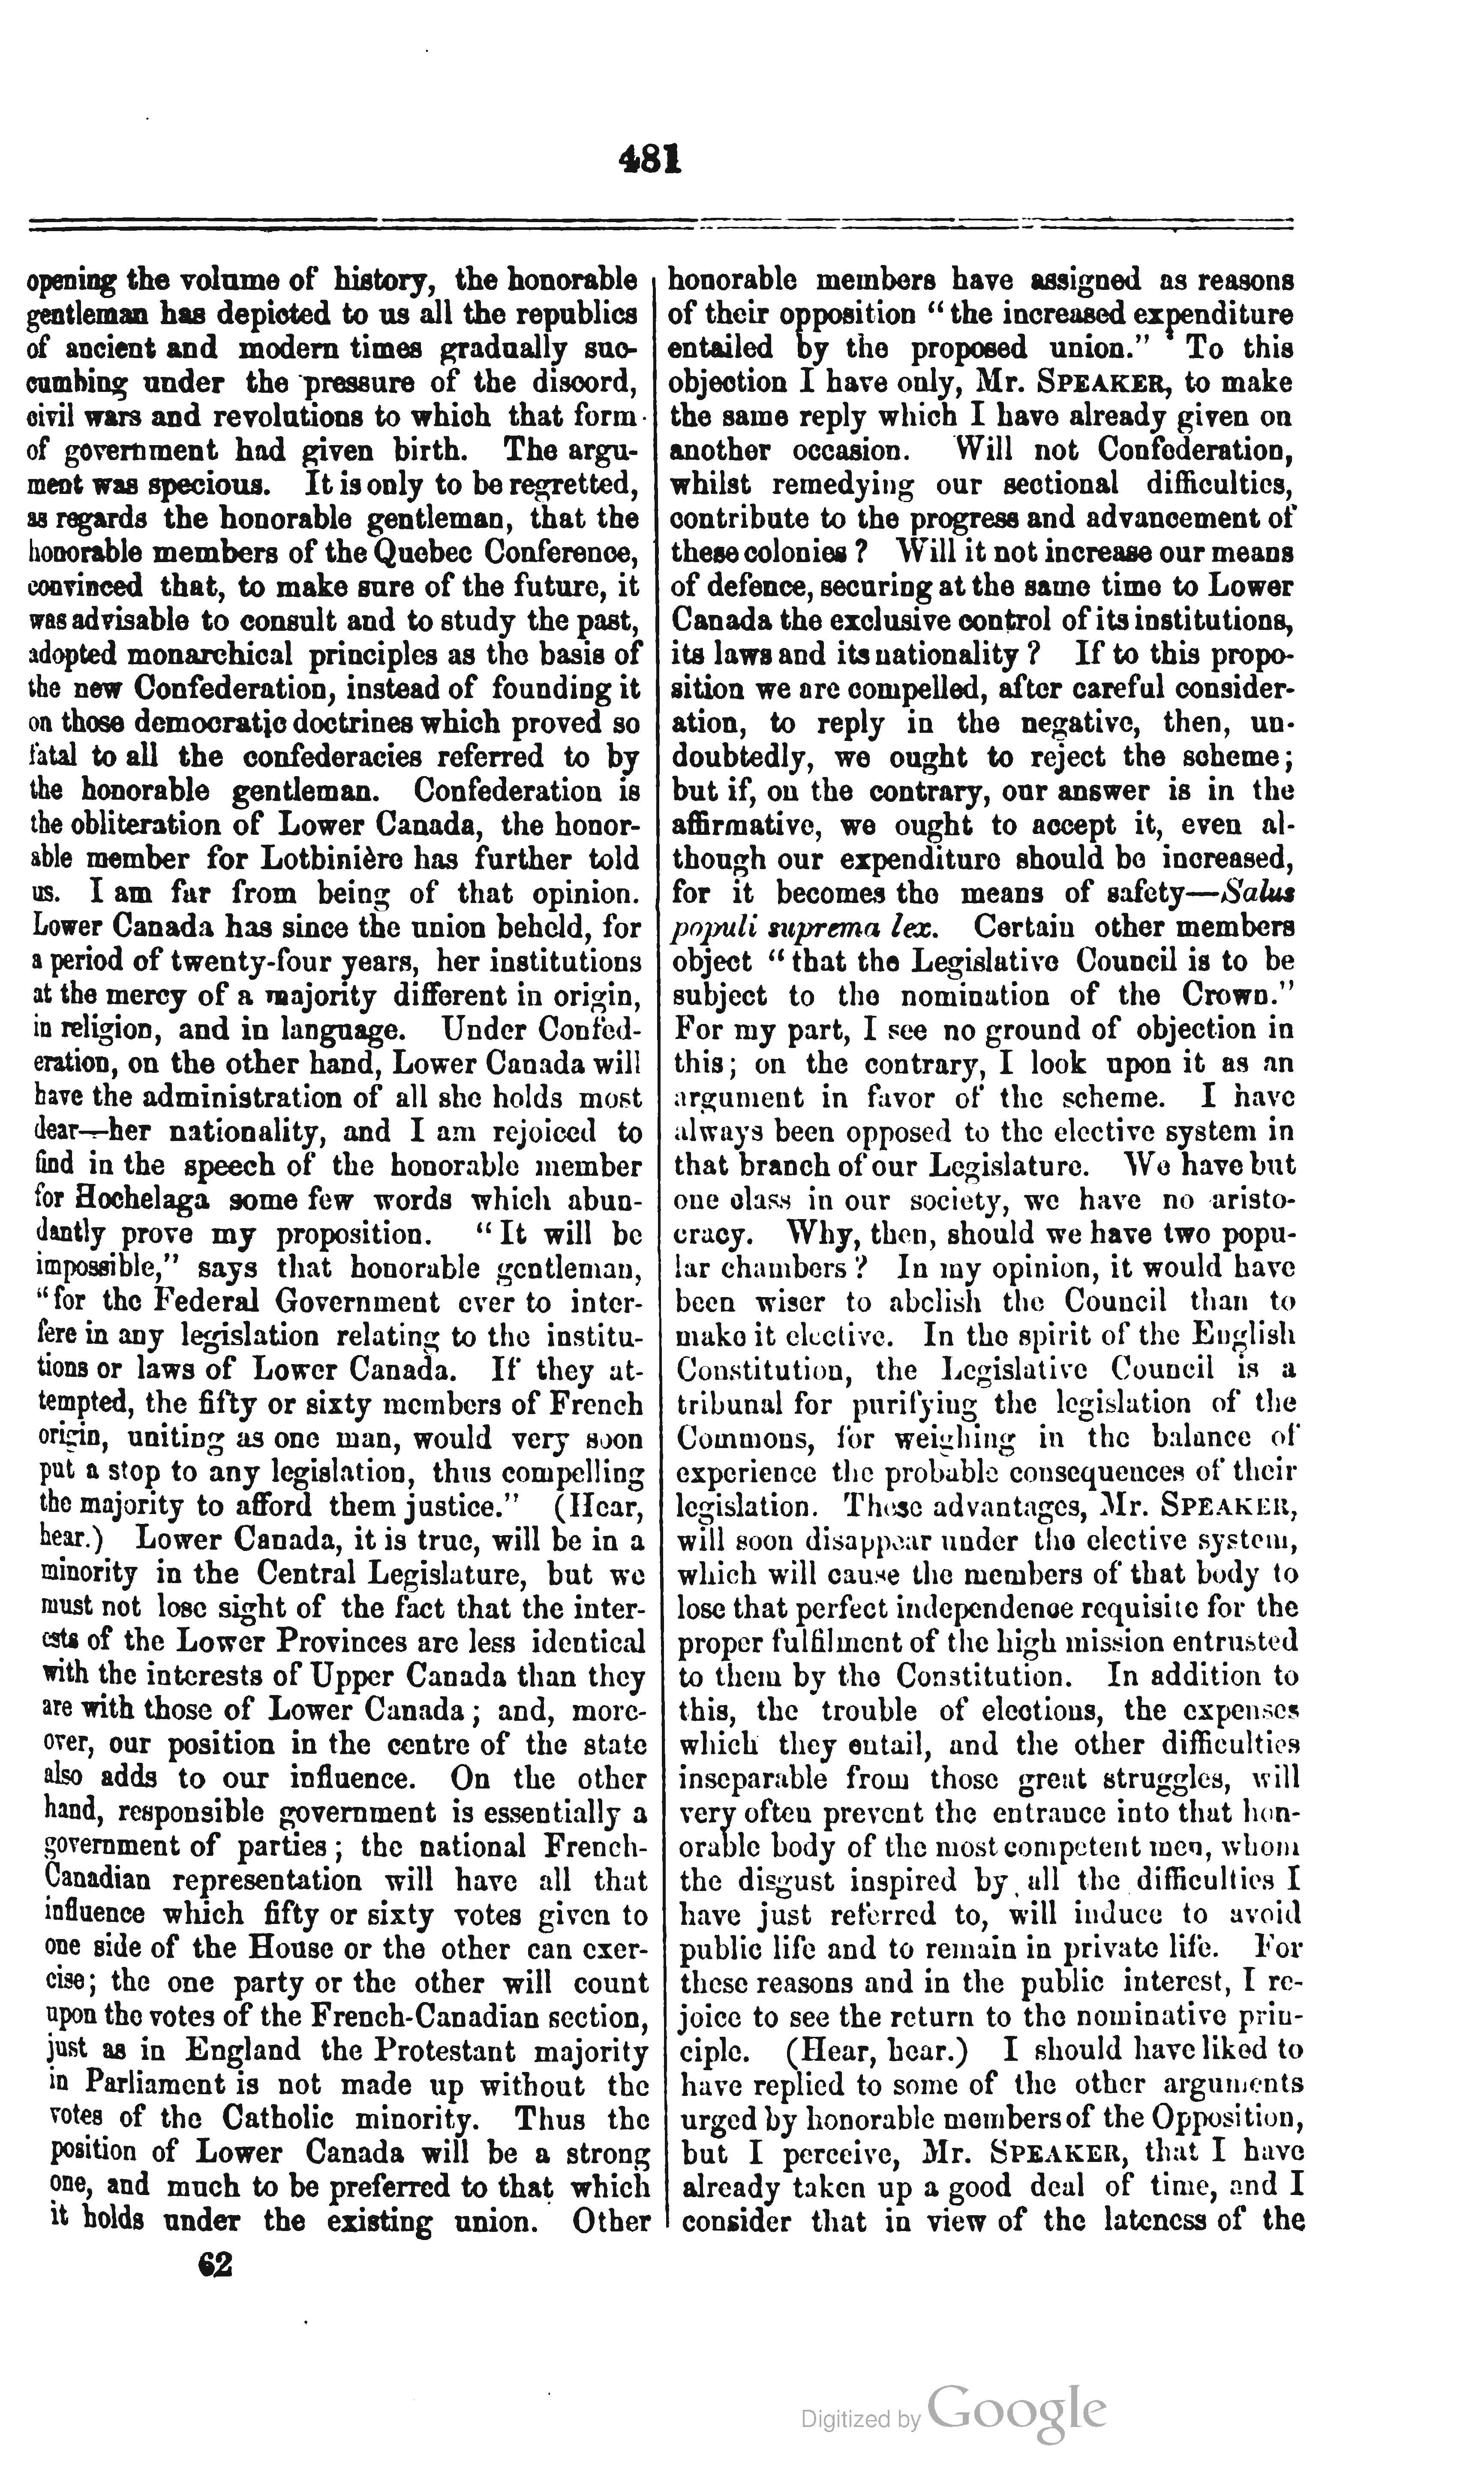 481
opening the volume of history, the honorable
gentleman has depicted to us all the republics
of ancient and modern times gradually suc-
cumbing under the pressure of the discord,
civil wars and revolutions to which that form
of government had given birth. The argu-
ment was specious. It is only to be regretted,
as regards the honorable gentleman, that the
honorable members of the Quebec Conference,
convinced that, to make sure of the future, it
was advisable to consult and to study the past,
adopted monarchical principles as the basis of
the new Confederation, instead of founding it
on those democratic doctrines which proved so
fatal to all the confederacies referred to by
the honorable gentleman. Confederation is
the obliteration of Lower Canada, the honor-
able member for Lotbinière has further told
us. I am far from being of that opinion.
Lower Canada has since the union beheld, for
a period of twenty-four years, her institutions
at the mercy of a majority different in origin,
in religion, and in language. Under Confed-
eration, on the other hand, Lower Canada will
have the administration of all she holds most
dear—her nationality, and I am rejoiced to
find in the speech of the honorable member
for Hochelaga some few words which abun-
dantly prove my proposition. "It will be
impossible," says that honorable gentleman,
"for the Federal Government ever to inter-
fere in any legislation relating to the institu-
tions or laws of Lower Canada. If they at-
tempted, the fifty or sixty members of French
origin, uniting as one man, would very soon
put a stop to any legislation, thus compelling
the majority to afford them justice." (Hear,
hear.) Lower Canada, it is true, will be in a
minority in the Central Legislature, but we
must not lose sight of the fact that the inter-
ests of the Lower Provinces are less identical
with the interests of Upper Canada than they
are with those of Lower Canada; and, more-
over, our position in the centre of the state
also adds to our influence. On the other
hand, responsible government is essentially a
government of parties; the national French-
Canadian representation will have all that
influence which fifty or sixty votes given to
one side of the House or the other can exer-
cise; the one party or the other will count
upon the votes of the French-Canadian section,
just as in England the Protestant majority
in Parliament is not made up without the
votes of the Catholic minority. Thus the
position of Lower Canada will be a strong
one, and much to be preferred to that which
it holds under the existing union. Other
62
honorable members have assigned as reasons
of their opposition "the increased expenditure
entailed by the proposed union." To this
objection I have only, Mr. SPEAKER, to make
the same reply which I have already given on
another occasion. Will not Confederation,
whilst remedying our sectional difficulties,
contribute to the progress and advancement of
these colonies? Will it not increase our means
of defence, securing at the same time to Lower
Canada the exclusive control of its institutions,
its laws and its nationality? If to this propo-
sition we are compelled, after careful consider-
ation, to reply in the negative, then, un-
doubtedly, we ought to reject the scheme;
but if, on the contrary, our answer is in the
affirmative, we ought to accept it, even al-
though our expenditure should be increased,
for it becomes the means of safety—Salus
populi suprema lex. Certain other members
object "that the Legislative Council is to be
subject to the nomination of the Crown."
For my part, I see no ground of objection in
this; on the contrary, I look upon it as an
argument in favor of the scheme. I have
always been opposed to the elective system in
that branch of our Legislature. We have but
one class in our society, we have no aristo-
cracy. Why, then, should we have two popu-
lar chambers? In my opinion, it would have
been wiser to abolish the Council than to
make it elective. In the spirit of the English
Constitution, the Legislative Council is a
tribunal for purifying the legislation of the
Commons, for weighing in the balance of
experience the probable consequences of their
legislation. These advantages, Mr. SPEAKER,
will soon disappear under the elective system,
which will cause the members of that body to
lose that perfect independence requisite for the
proper fulfilment of the high mission entrusted
to them by the Constitution. In addition to
this, the trouble of elections, the expenses
which they entail, and the other difficulties
inseparable from those great struggles, will
very often prevent the entrance into that hon-
orable body of the most competent men, whom
the disgust inspired by all the difficulties I
have just referred to, will induce to avoid
public life and to remain in private life. For
these reasons and in the public interest, I re-
joice to see the return to the nominative prin-
ciple. (Hear, hear.) I should have liked to
have replied to some of the other arguments
urged by honorable members of the Opposition,
but I perceive, Mr. SPEAKER, that I have
already taken up a good deal of time, and I
consider that in view of the lateness of the
Digitized by Google